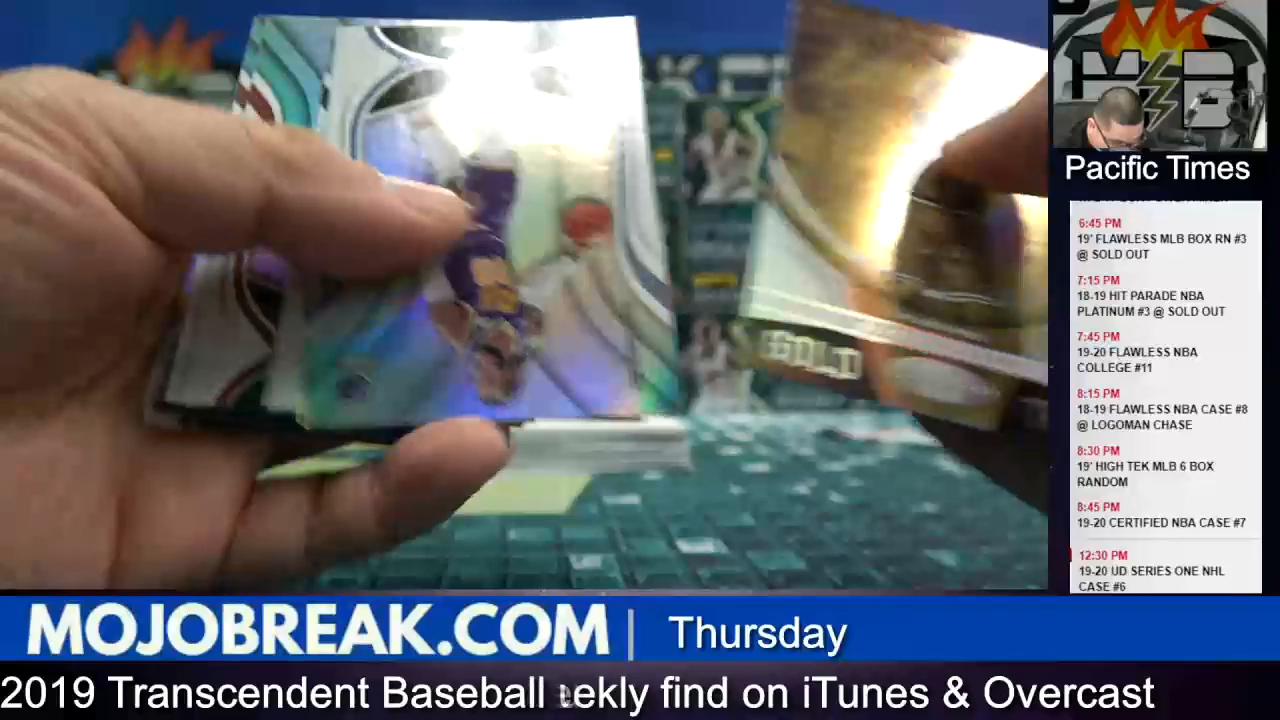 GOLD
MB
Pacific Times
6:45 PM
19' FLAWLESS MLB BOX RN #3
@ SOLD OUT
7:15 PM
18-19 HIT PARADE NBA
PLATINUM #3 @ SOLD OUT
7:45 PM
19-20 FLAWLESS NBA
COLLEGE #11
8:15 PM
18-19 FLAWLESS NBA CASE #8
@ LOGOMAN CHASE
8:30 PM
19' HIGH TEK MLB 6 BOX
RANDOM
8:45 PM
19-20 CERTIFIED NBA CASE #7
12:30 PM
19-20 UD SERIES ONE NHL
CASE #6
MOJOBREAK.COM | Thursday
2019 Transcendent Baseball ekly find on iTunes & Overcast